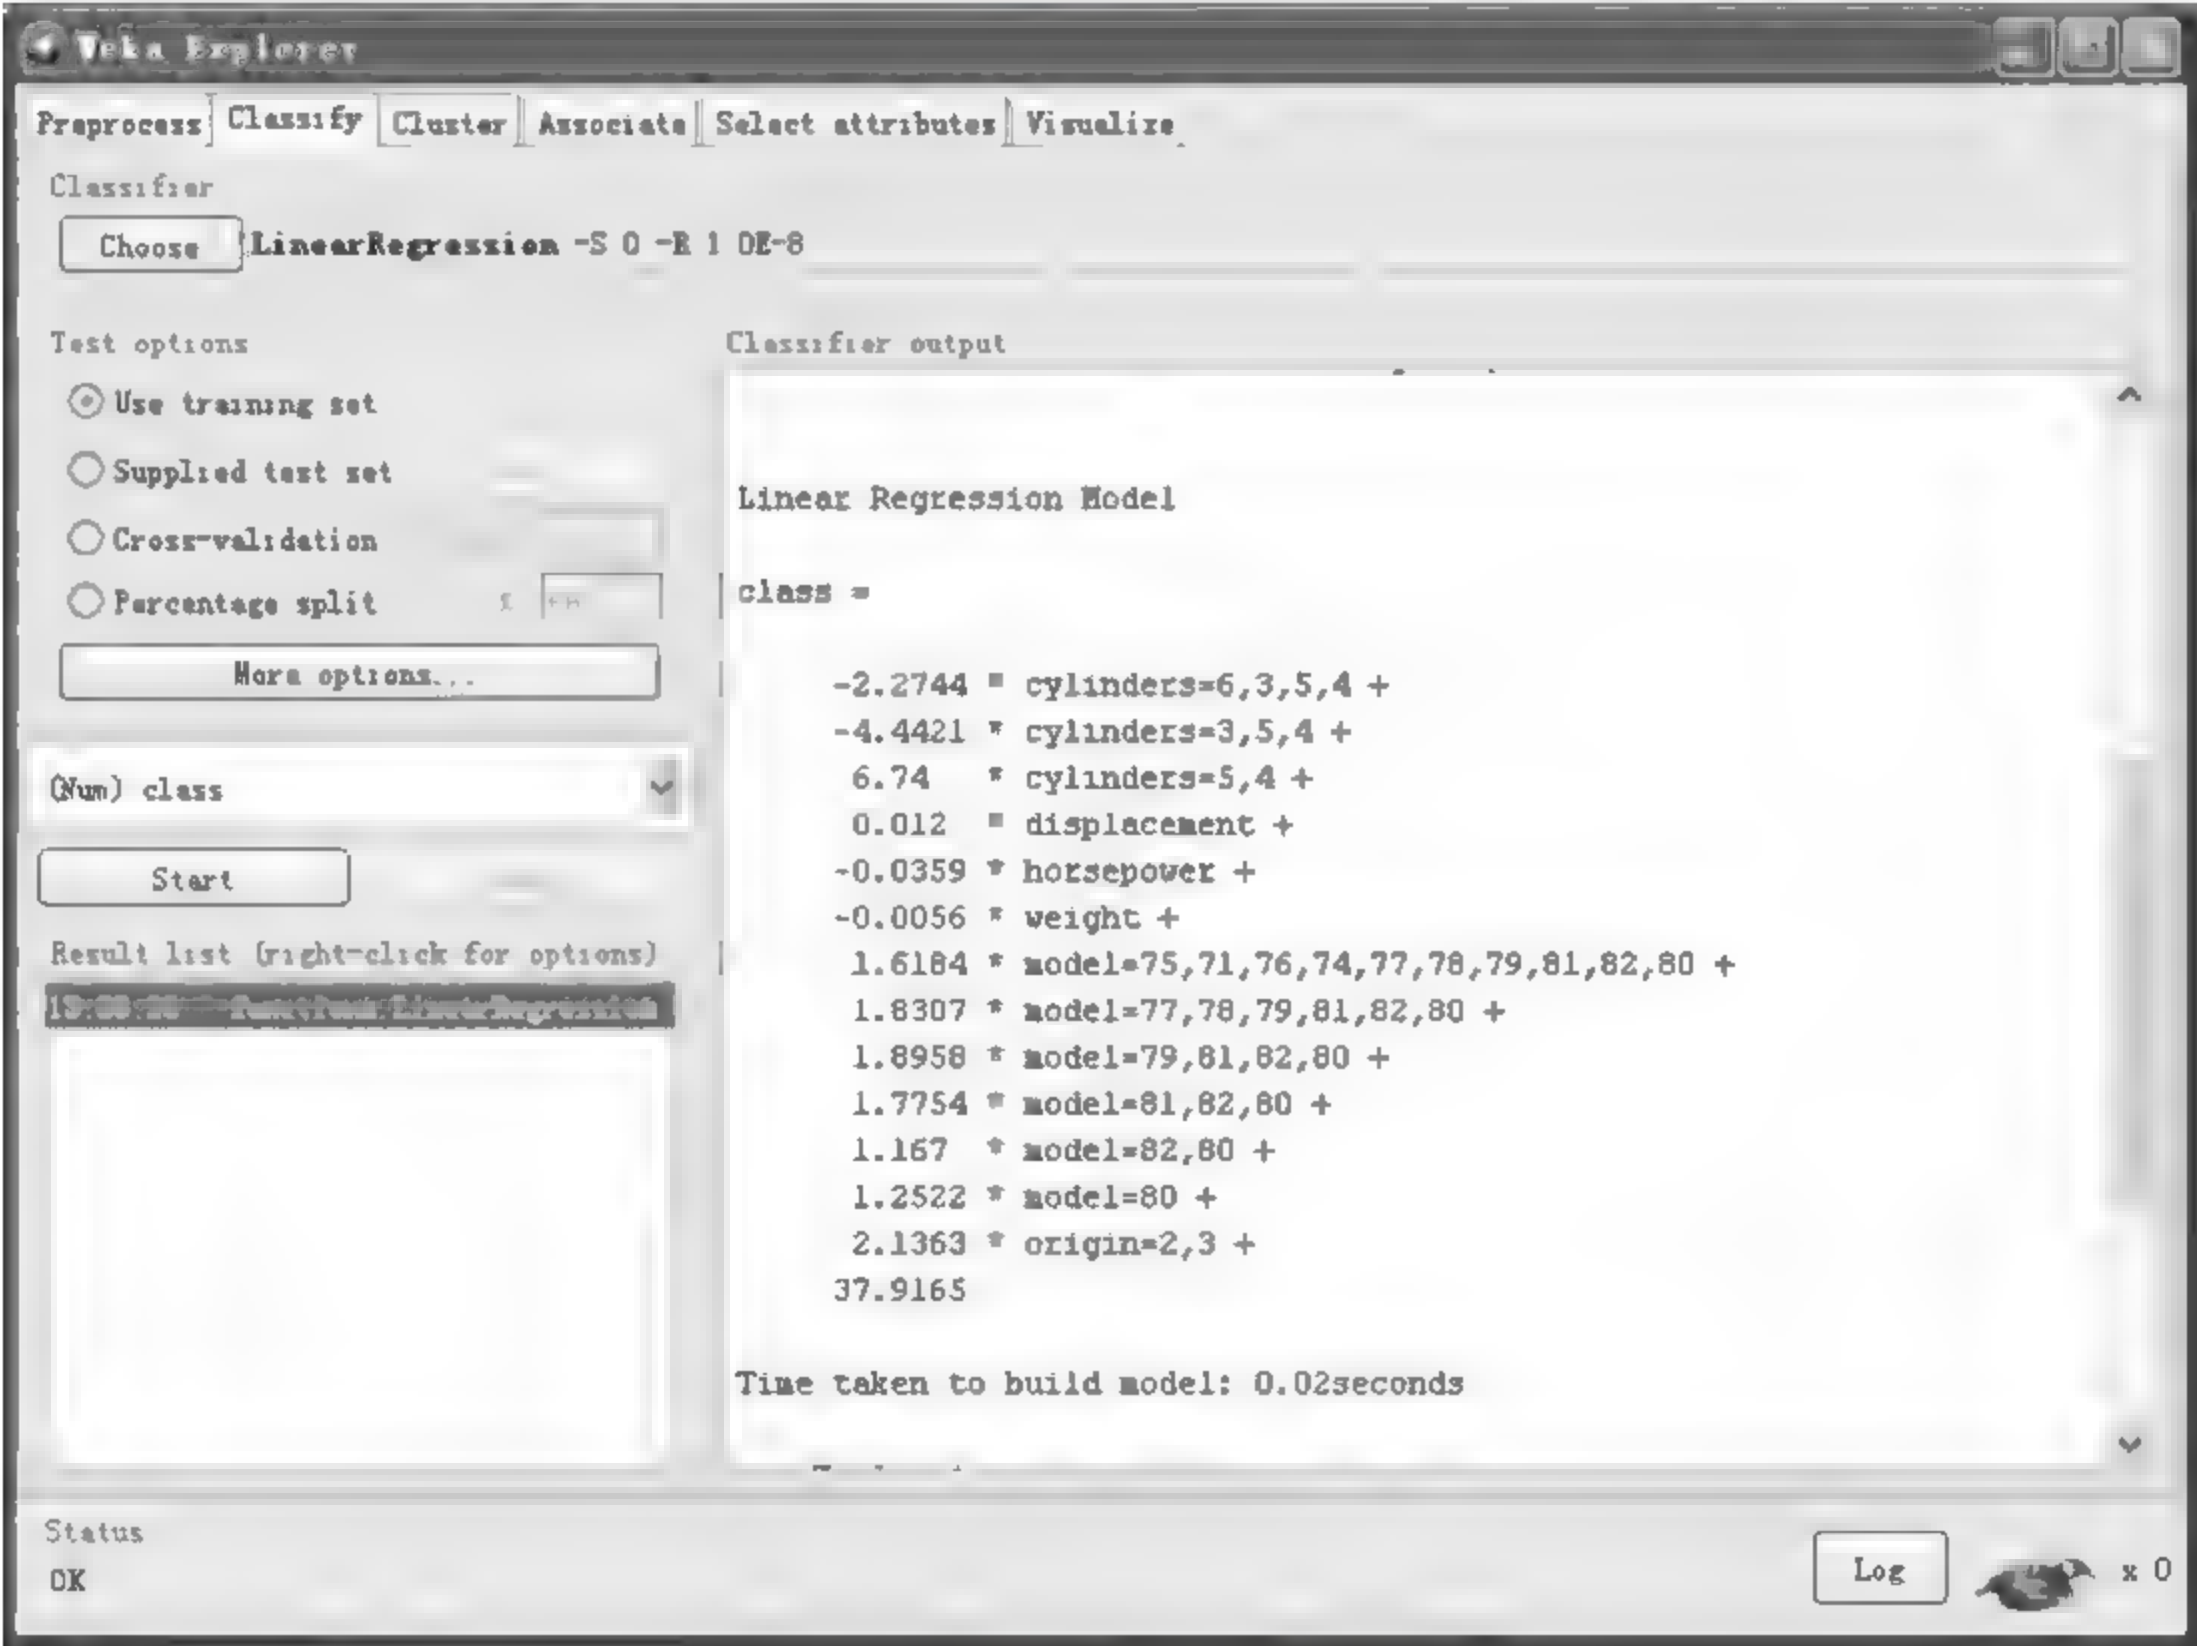 Weka Explorer
Preprocess Classify Cluster Associate Select attributes Visualize
Classifier
Choose LinearRegression -S 0 -R 1 0E-8
Test options
Classifier output
Use training set
Supplied test set
Cross-validation
Percentage split
More options...
(Num) class
Start
Result list (right-click for options)
Linear Regression Model
class =
-2.2744 * cylinders=6,3,5,4 +
-4.4421 * cylinders=3,5,4 +
6.74 * cylinders=5,4 +
0.012 * displacement +
-0.0359 * horsepower +
-0.0056 * weight +
1.6184 * model=75,71,76,74,77,78,79,81,82,80 +
1.8307 * model=77,78,79,81,82,80 +
1.8958 * model=79,81,82,80 +
1.7754 * model=81,82,80 +
1.167 * model=82,80 +
1.2522 * model=80 +
2.1363 * origin=2,3 +
37.9165
Time taken to build model: 0.02seconds
Status
OK
Log
x 0